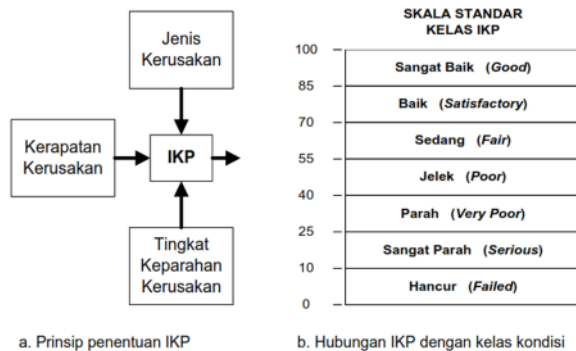 Jenis
Kerusakan
Kerapatan
Kerusakan
IKP
Tingkat
Keparahan
Kerusakan
a. Prinsip penentuan IKP
SKALA STANDAR
KELAS IKP
100
Sangat Baik (Good)
85
Baik (Satisfactory)
70
Sedang (Fair)
55
Jelek (Poor)
40
Parah (Very Poor)
25
Sangat Parah (Serious)
10
Hancur (Failed)
0
b. Hubungan IKP dengan kelas kondisi